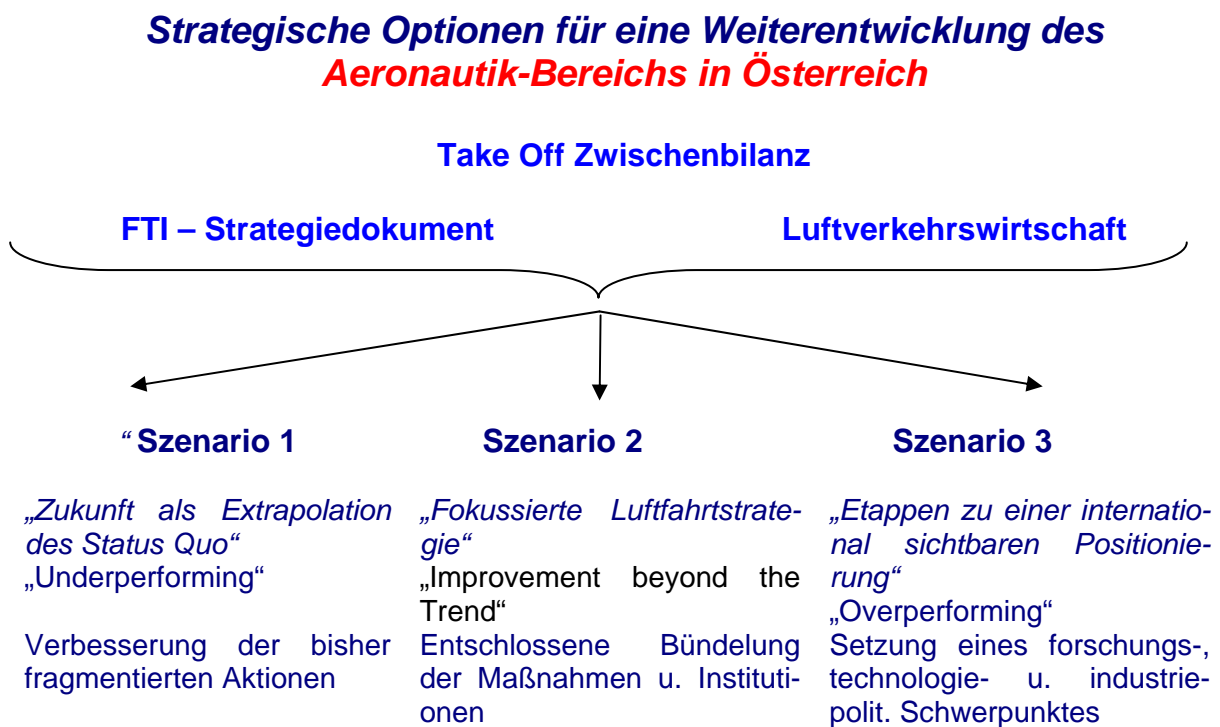 Strategische Optionen für eine Weiterentwicklung des
Aeronautik-Bereichs in Österreich
Take Off Zwischenbilanz
FTI – Strategiedokument
Luftverkehrswirtschaft
“ Szenario 1
„Zukunft als Extrapolation
des Status Quo“
„Underperforming“
Verbesserung der bisher
fragmentierten Aktionen
Szenario 2
„Fokussierte Luftfahrtstrate-
gie“
„Improvement beyond the
Trend“
Entschlossene Bündelung
der Maßnahmen u. Instituti-
onen
Szenario 3
„Etappen zu einer internatio-
nal sichtbaren Positionie-
rung“
„Overperforming“
Setzung eines forschungs-,
technologie- u. industrie-
polit. Schwerpunktes